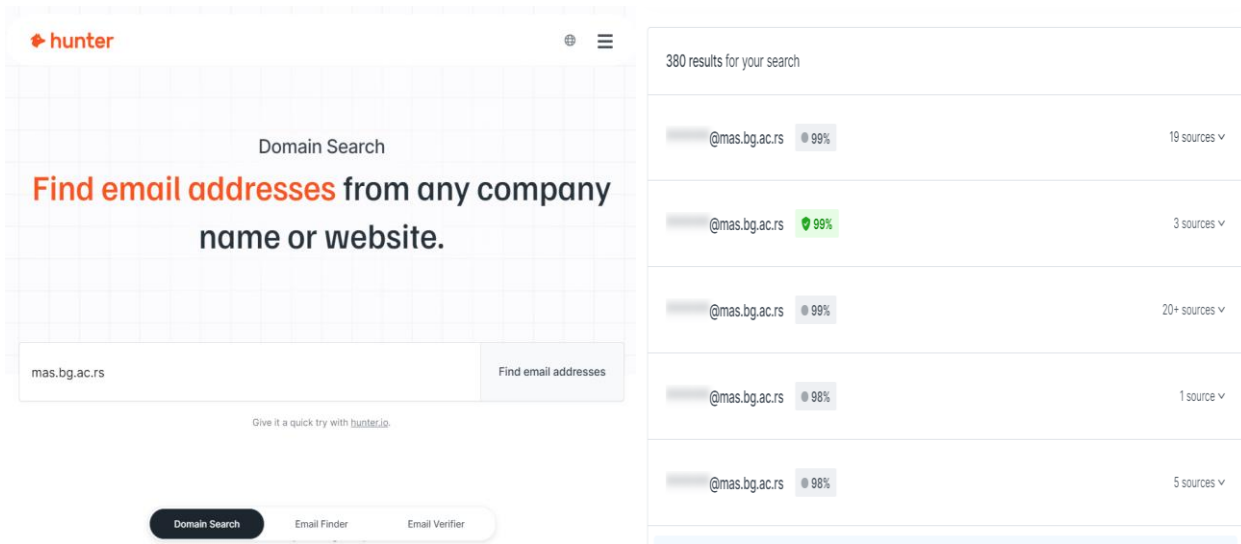 hunter
Domain Search
Find email addresses from any company
name or website.
mas.bg.ac.rs
Find email addresses
Give it a quick try with hunter.io.
Domain Search
Email Finder
Email Verifier
380 results for your search
@mas.bg.ac.rs 99% 19 sources
@mas.bg.ac.rs 99% 3 sources
@mas.bg.ac.rs 99% 20+ sources
@mas.bg.ac.rs 98% 1 source
@mas.bg.ac.rs 98% 5 sources